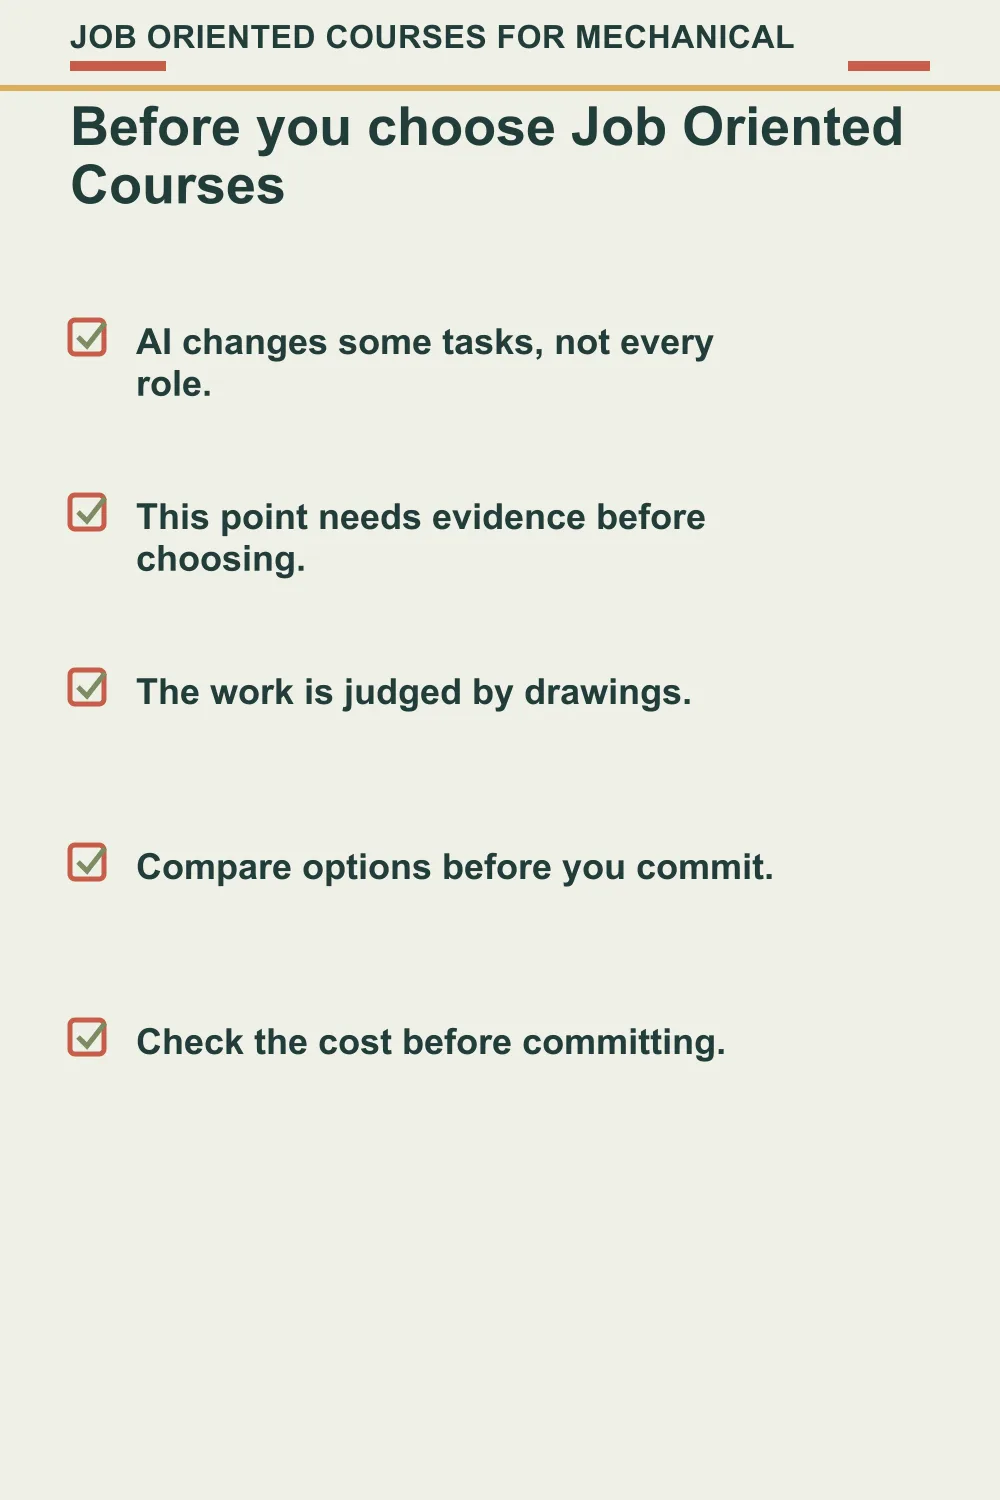 JOB ORIENTED COURSES FOR MECHANICAL
Before you choose Job Oriented
Courses
AI changes some tasks, not every
role.
This point needs evidence before
choosing.
The work is judged by drawings.
Compare options before you commit.
Check the cost before committing.